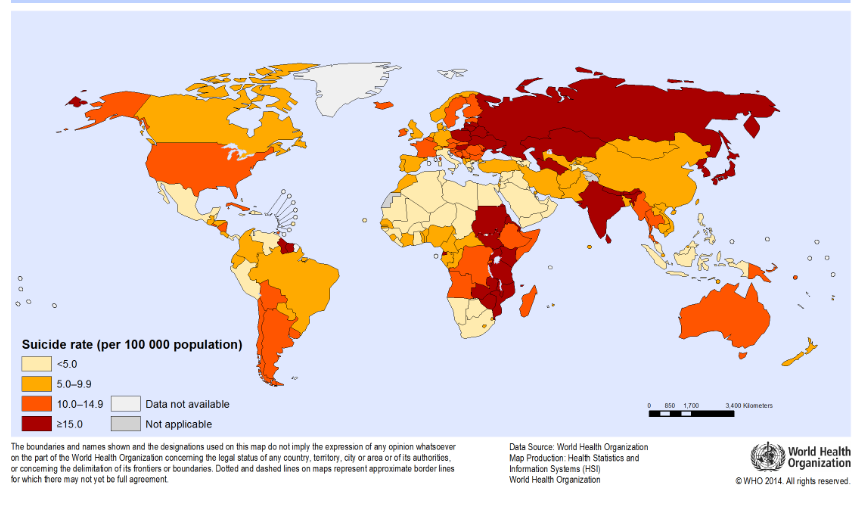 Suicide rate (per 100 000 population)
<5.0
5.0–9.9
10.0–14.9
≥15.0
Data not available
Not applicable
0 850 1,700 3,400 Kilometers
The boundaries and names shown and the designations used on this map do not imply the expression of any opinion whatsoever
on the part of the World Health Organization concerning the legal status of any country, territory, city or area or of its authorities,
or concerning the delimitation of its frontiers or boundaries. Dotted and dashed lines on maps represent approximate border lines
for which there may not yet be full agreement.
Data Source: World Health Organization
Map Production: Health Statistics and
Information Systems (HSI)
World Health Organization
World Health
Organization
© WHO 2014. All rights reserved.